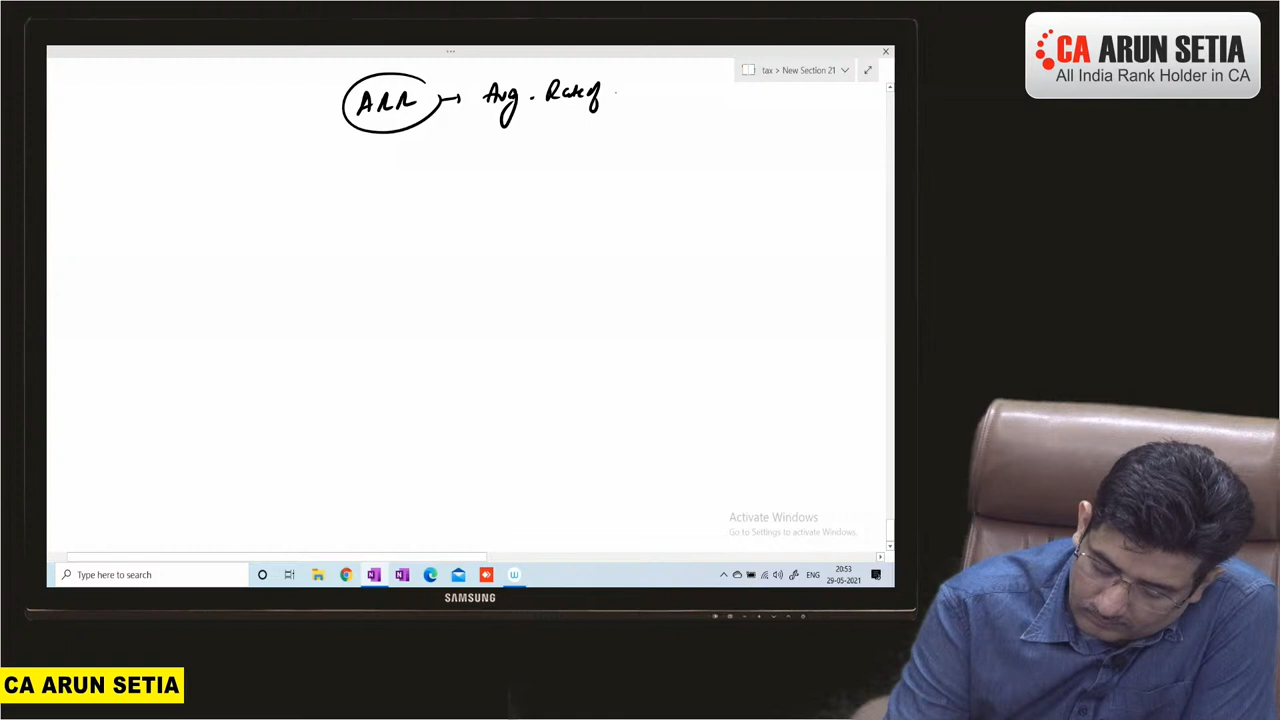 CA ARUN SETIA
All India Rank Holder in CA
tax > New Section 21
ARR → Avg. Rate of
Activate Windows
Go to Settings to activate Windows.
Type here to search
ENG
20:53
29-05-2021
SAMSUNG
CA ARUN SETIA